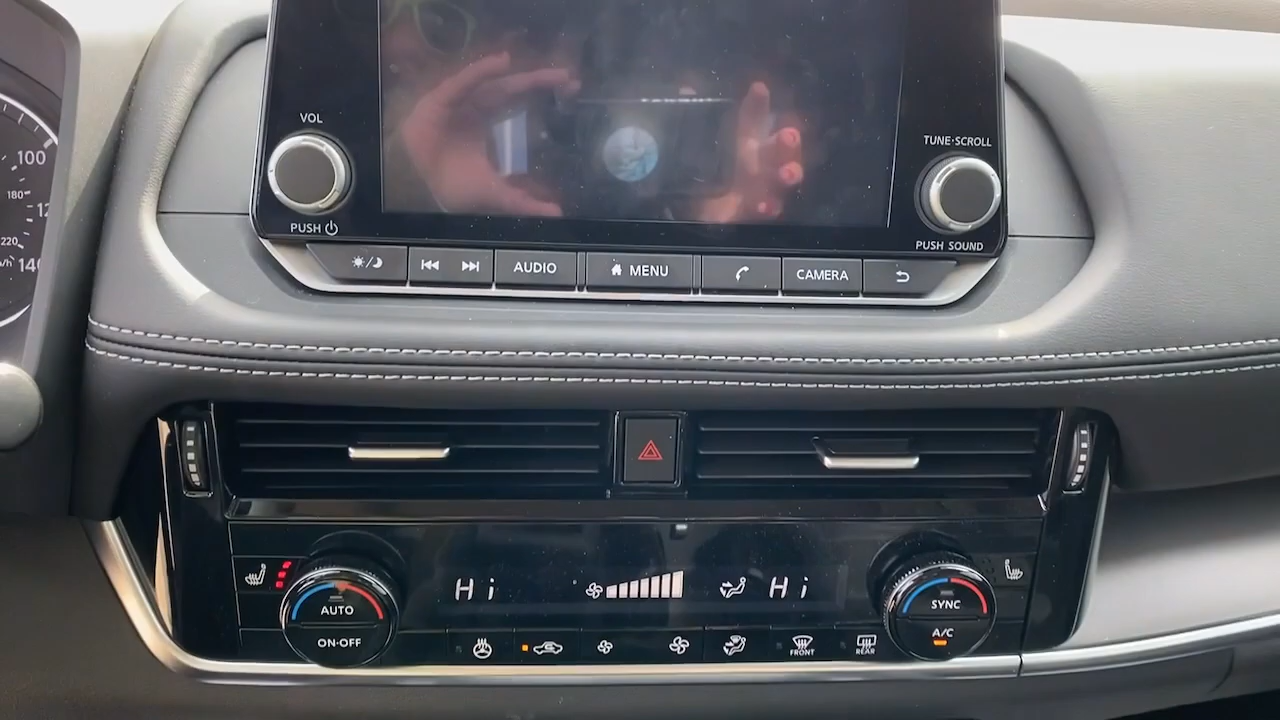 VOL
PUSH
TUNE·SCROLL
PUSH SOUND
AUDIO
MENU
CAMERA
100
180
12
220
140
Hi
Hi
AUTO
ON·OFF
SYNC
A/C
FRONT
REAR